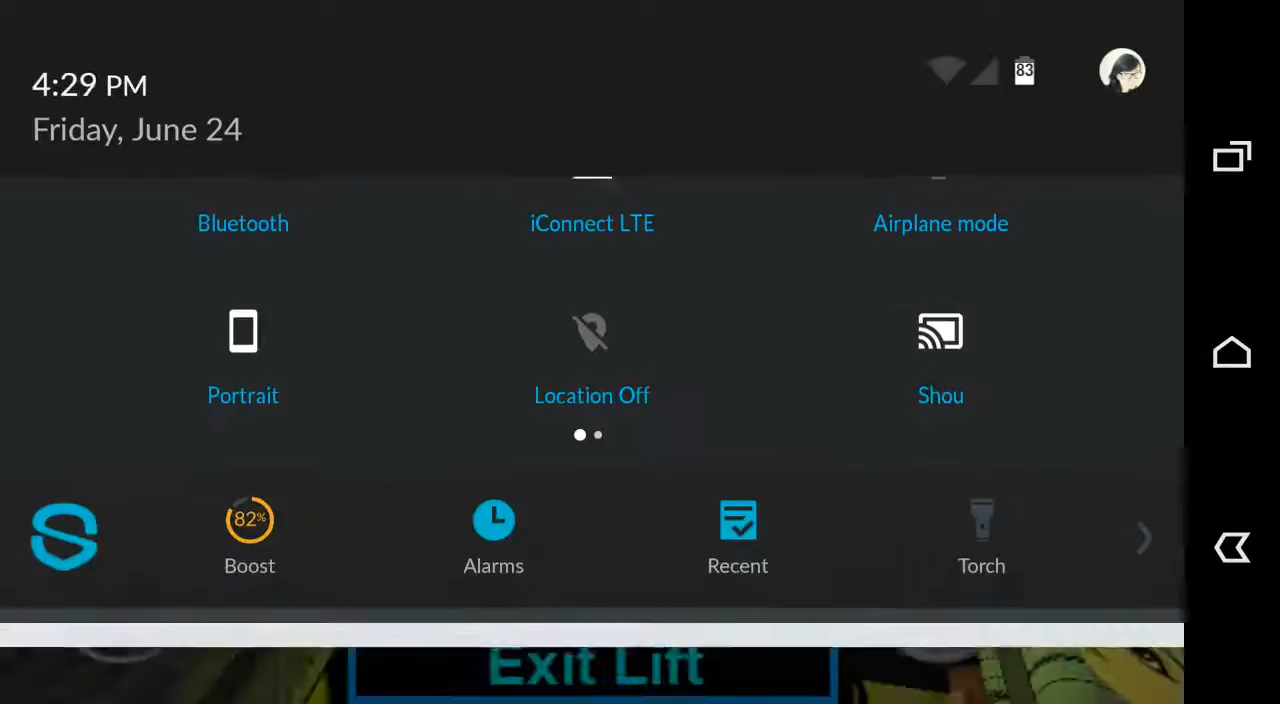 4:29 PM
83
Friday, June 24
Bluetooth
iConnect LTE
Airplane mode
Portrait
Location Off
Shou
82%
Boost
Alarms
Recent
Torch
Exit Lift